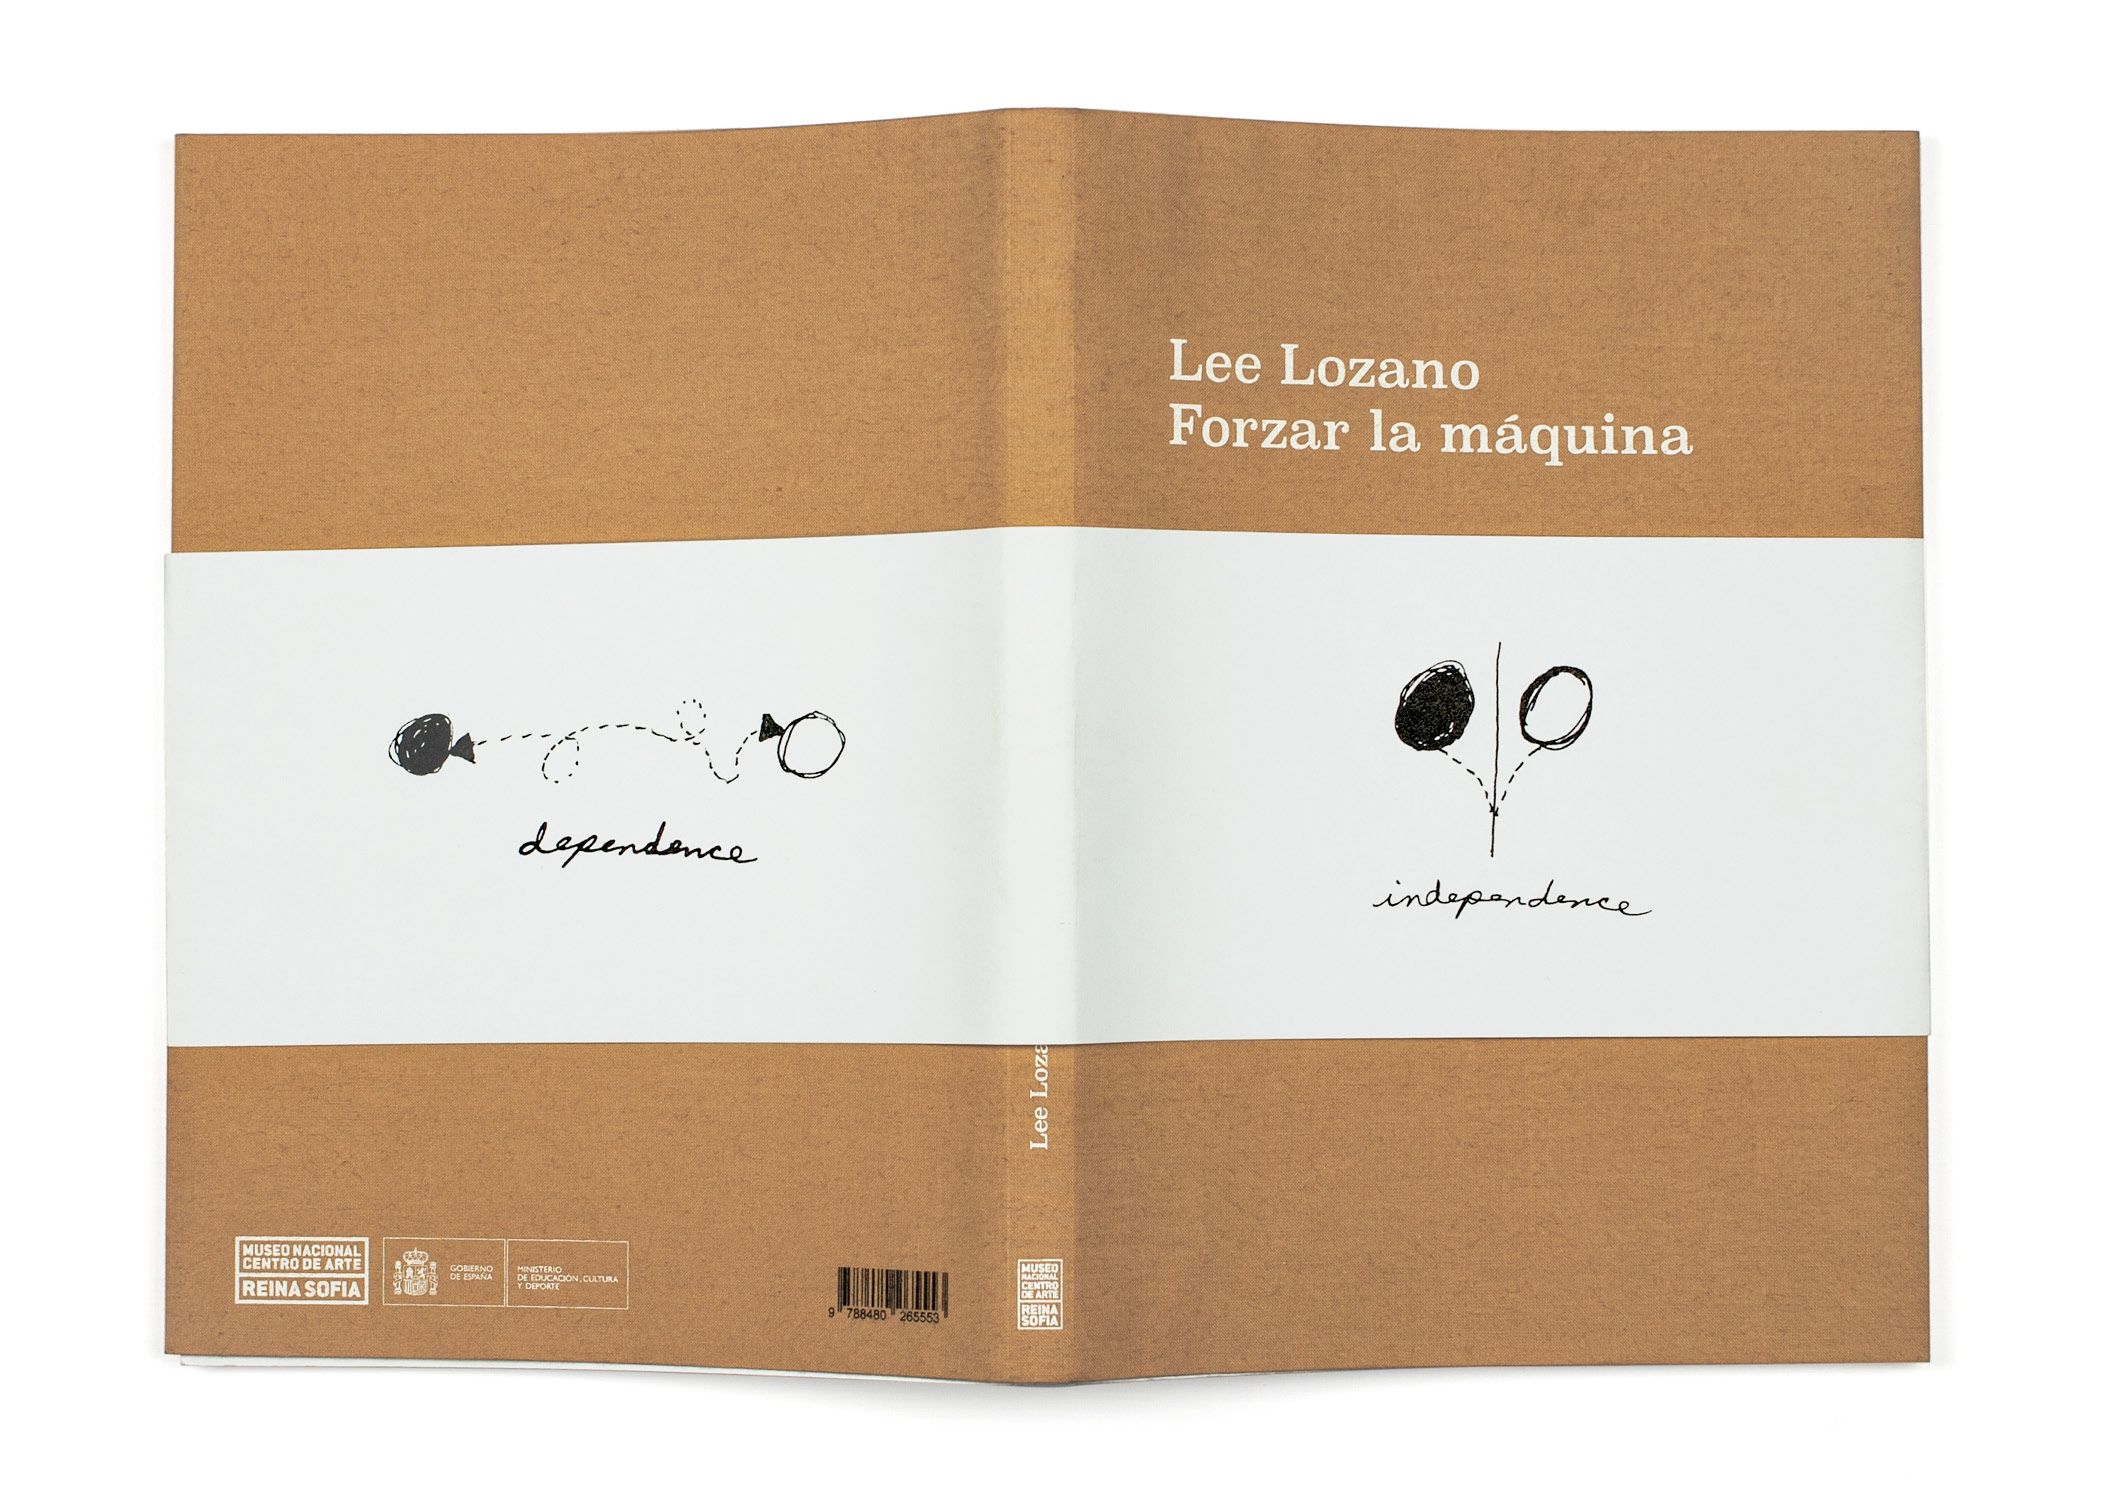 Lee Lozano
Forzar la máquina
dependence
independence
Lee Loza
MUSEO NACIONAL
CENTRO DE ARTE
REINA SOFIA
GOBIERNO
DE ESPAÑA
MINISTERIO
DE EDUCACIÓN, CULTURA
Y DEPORTE
9 788480 265553
MUSEO
NACIONAL
CENTRO
DE ARTE
REINA
SOFIA